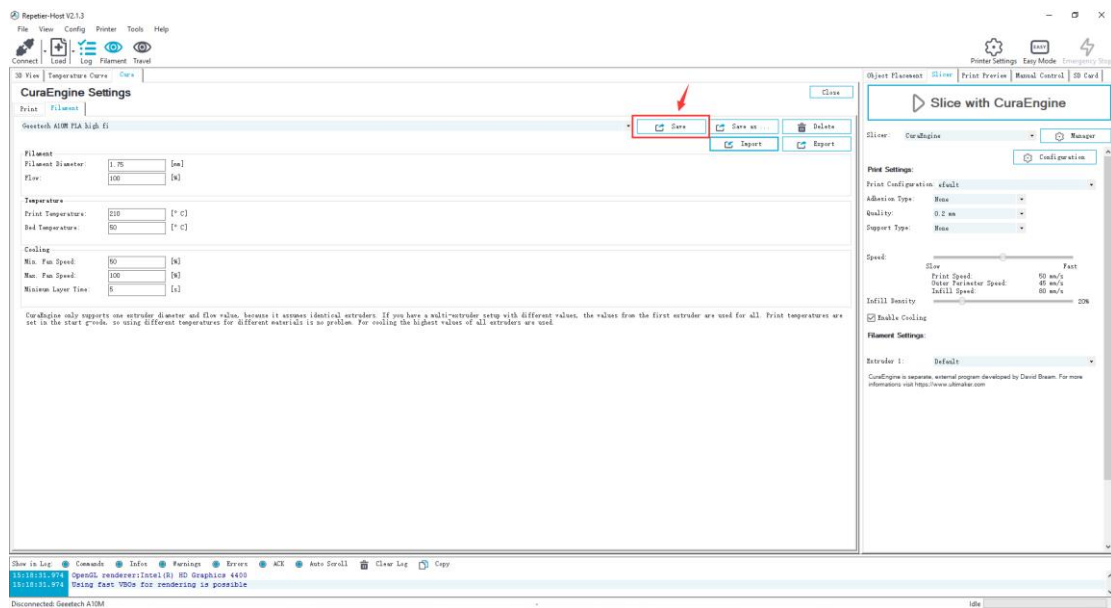 Repetier-Host V2.1.3
File View Config Printer Tools Help
Connect Load Log Filament Travel
Printer Settings Easy Mode Emergency Stop
3D View Temperature Curve Cura
Object Placement Slicer Print Preview Manual Control SD Card
CuraEngine Settings
Close
Print Filament
Geeetech A10M PLA high fi
Save Save as ... Delete
Import Export
Filament
Filament Diameter: 1.75 [mm]
Flow: 100 [%]
Temperature
Print Temperature: 210 [° C]
Bed Temperature: 50 [° C]
Cooling
Min. Fan Speed: 50 [%]
Max. Fan Speed: 100 [%]
Minimum Layer Time: 5 [s]
CuraEngine only supports one extruder diameter and flow value, because it assumes identical extruders. If you have a multi-extruder setup with different values, the values from the first extruder are used for all. Print temperatures are
set in the start g-code, so using different temperatures for different materials is no problem. For cooling the highest values of all extruders are used.
Slice with CuraEngine
Slicer: CuraEngine Manager
Configuration
Print Settings:
Print Configuration: efault
Adhesion Type: None
Quality: 0.2 mm
Support Type: None
Speed:
Slow Fast
Print Speed: 50 mm/s
Outer Perimeter Speed: 45 mm/s
Infill Speed: 60 mm/s
Infill Density 20%
Enable Cooling
Filament Settings:
Extruder 1: Default
CuraEngine is separate, external program developed by David Braam. For more
informations visit https://www.ultimaker.com
Show in Log: Commands Infos Warnings Errors ACK Auto Scroll Clear Log Copy
15:18:31.974 OpenGL renderer:Intel(R) HD Graphics 4400
15:18:31.974 Using fast VBOs for rendering is possible
Disconnected: Geeetech A10M - Idle